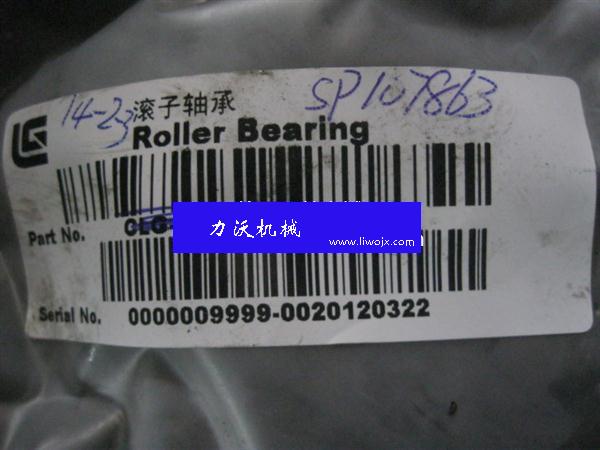 14-23 滚子轴承 SP107863
Roller Bearing
Part No. CLG
力沃机械
www.liwojx.com
Serial No. 0000009999-0020120322